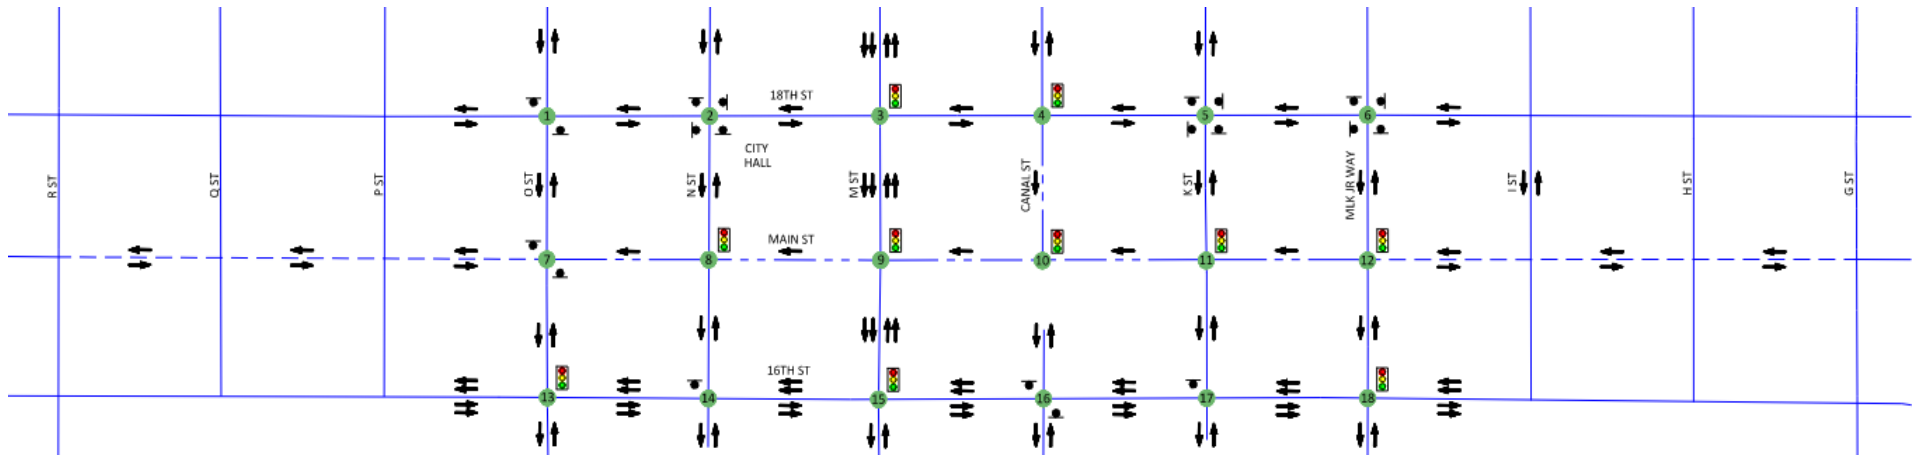 18TH ST
1
2
3
4
5
6
CITY
HALL
R ST
Q ST
P ST
O ST
N ST
M ST
CANAL ST
K ST
MLK JR WAY
I ST
H ST
G ST
MAIN ST
7
8
9
10
11
12
16TH ST
13
14
15
16
17
18